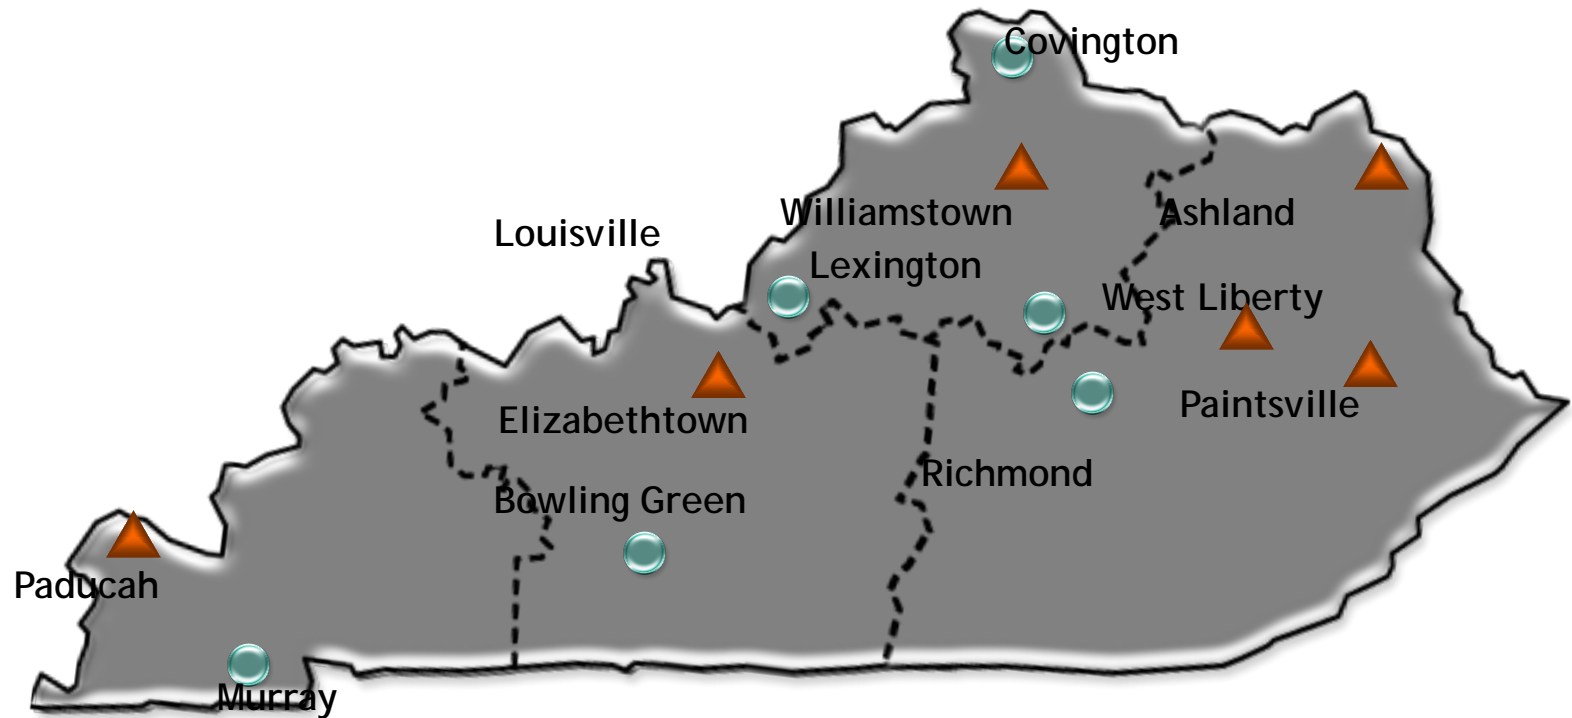 Covington
Williamstown
Ashland
Louisville
Lexington
West Liberty
Paintsville
Elizabethtown
Richmond
Bowling Green
Paducah
Murray